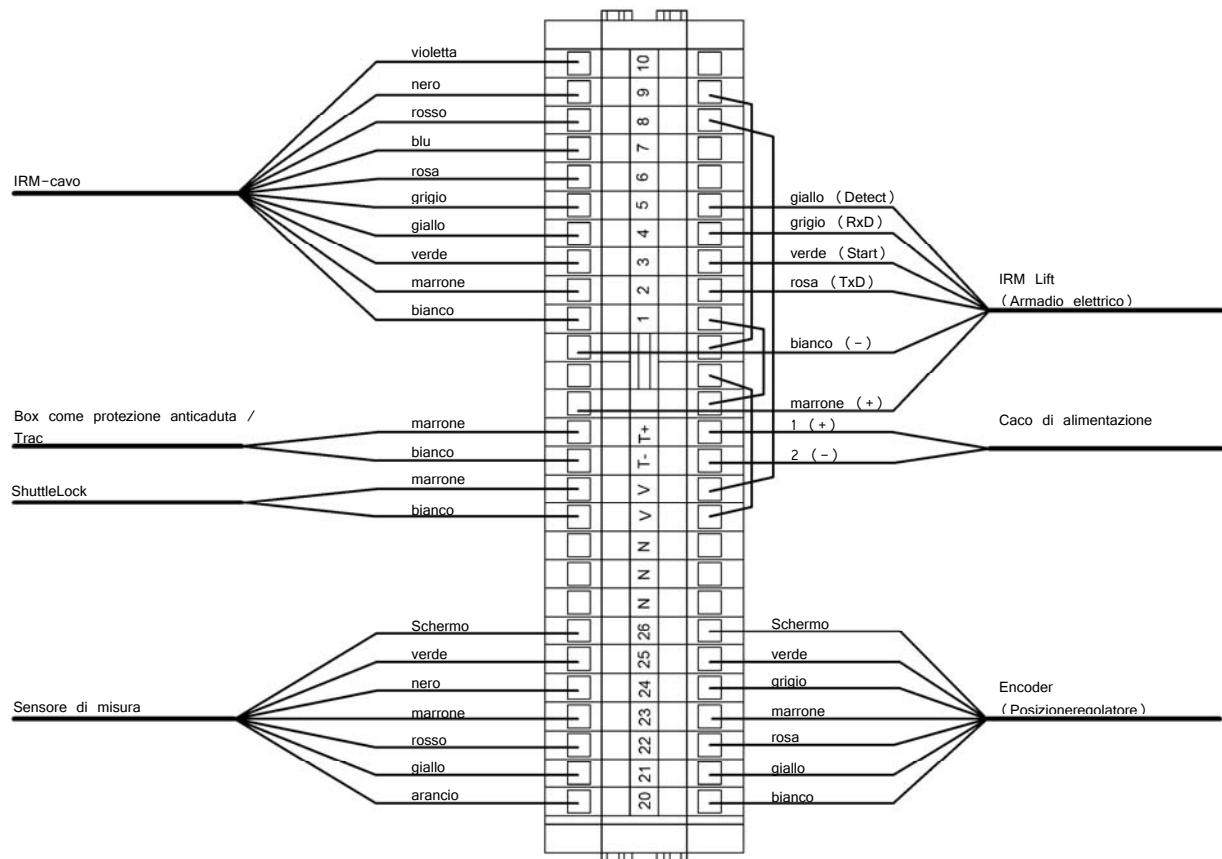 violetta
nero
rosso
blu
rosa
grigio
giallo
verde
marrone
bianco
IRM-cavo
Box come protezione anticaduta /
Trac
marrone
bianco
ShuttleLock
marrone
bianco
Schermo
verde
nero
marrone
rosso
giallo
arancio
Sensore di misura
10
9
8
7
6
5
4
3
2
1
T+
T-
V
V
N
N
N
26
25
24
23
22
21
20
giallo (Detect)
grigio (RxD)
verde (Start)
rosa (TxD)
bianco (-)
marrone (+)
IRM Lift
(Armadio elettrico)
1 (+)
2 (-)
Caco di alimentazione
Schermo
verde
grigio
marrone
rosa
giallo
bianco
Encoder
(Posizioneregolatore)